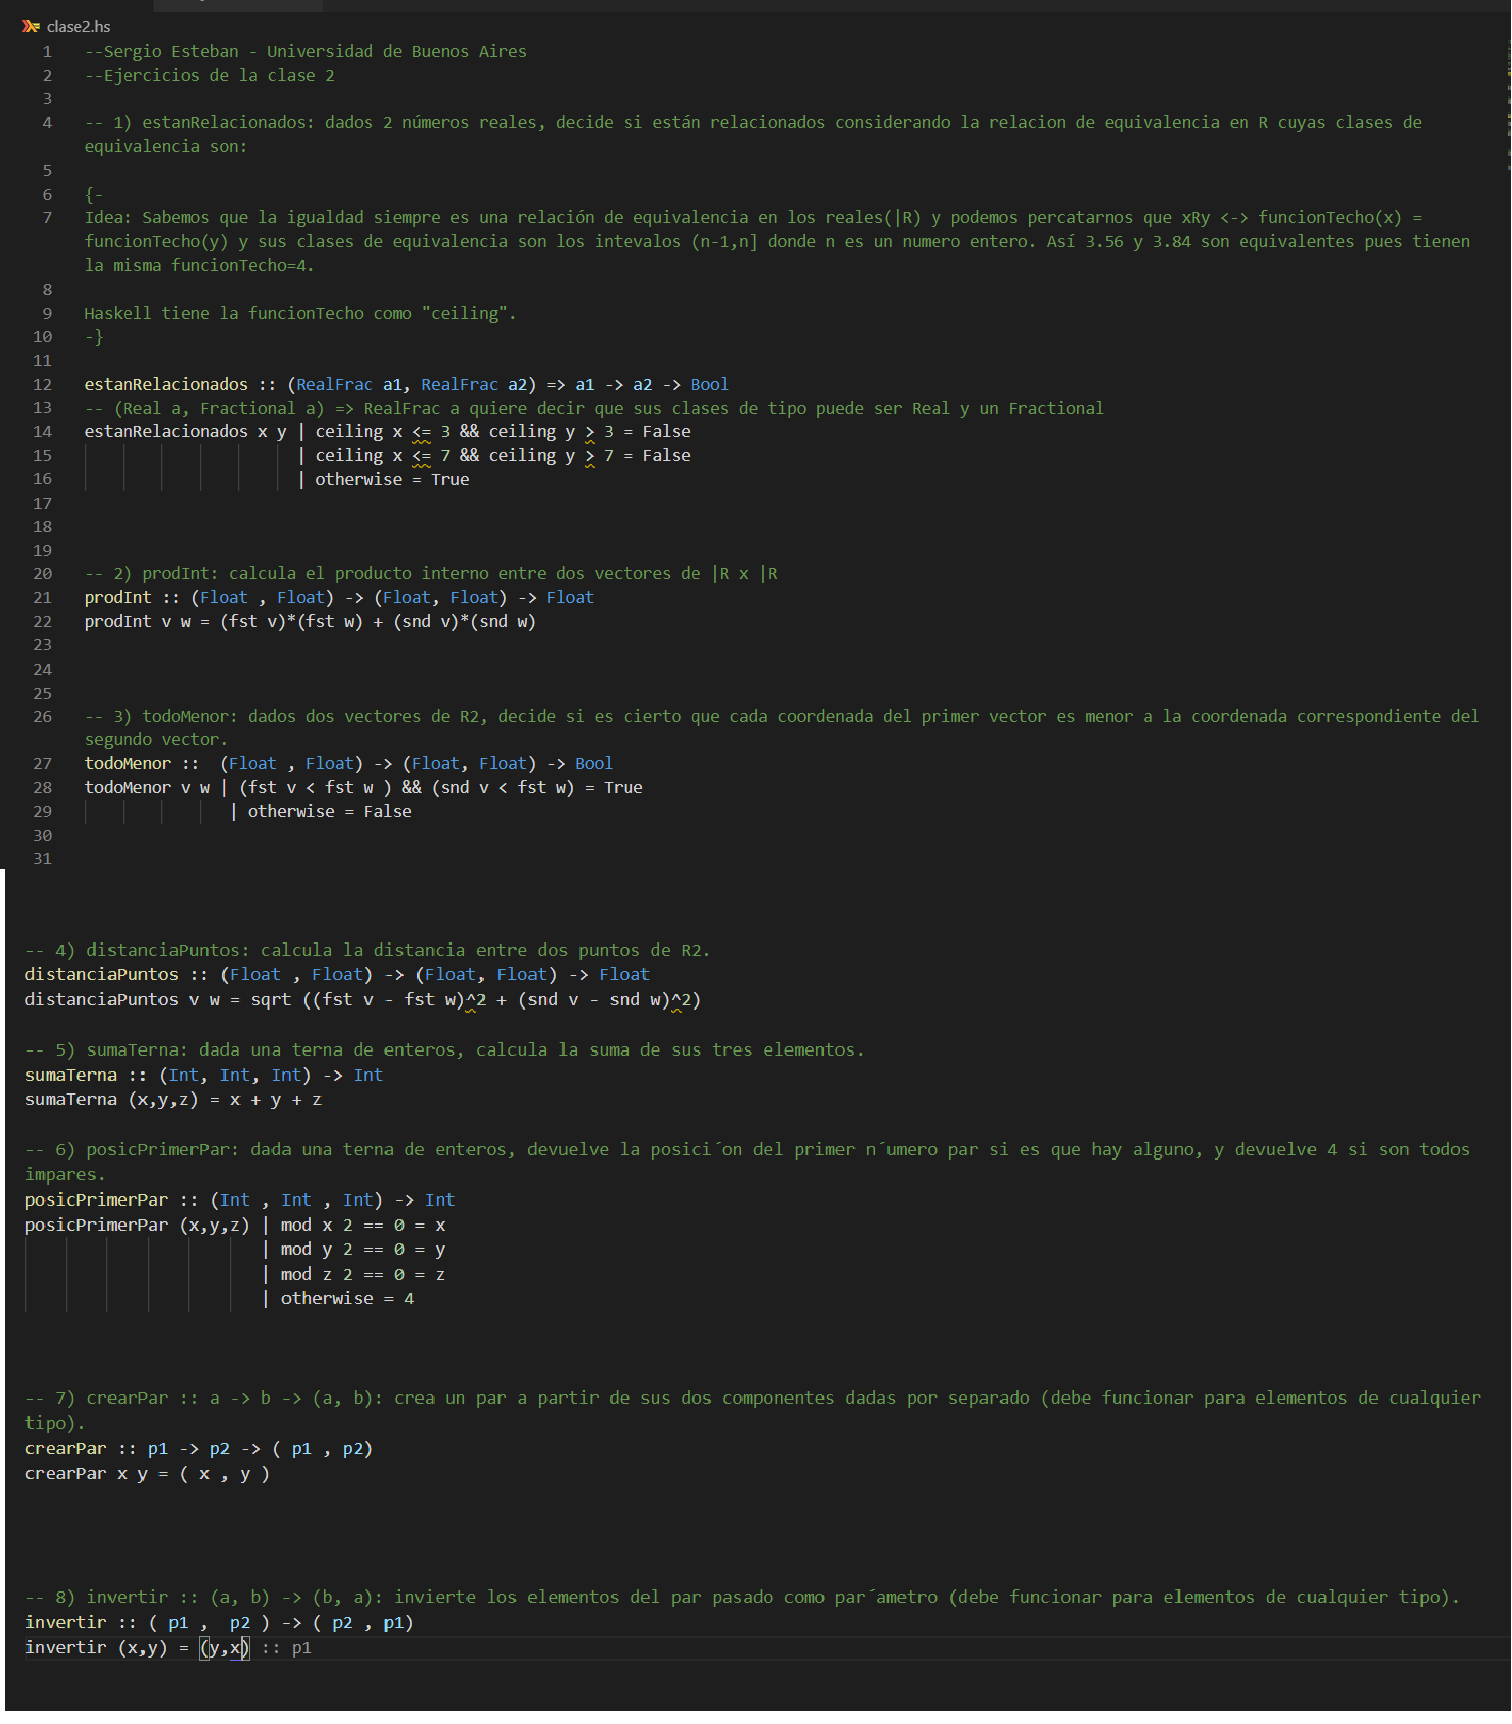 clase2.hs
1 --Sergio Esteban - Universidad de Buenos Aires
2 --Ejercicios de la clase 2
3
4 -- 1) estanRelacionados: dados 2 números reales, decide si están relacionados considerando la relacion de equivalencia en R cuyas clases de
equivalencia son:
5
6 {-
7 Idea: Sabemos que la igualdad siempre es una relación de equivalencia en los reales(|R) y podemos percatarnos que xRy <-> funcionTecho(x) =
funcionTecho(y) y sus clases de equivalencia son los intevalos (n-1,n] donde n es un numero entero. Así 3.56 y 3.84 son equivalentes pues tienen
la misma funcionTecho=4.
8
9 Haskell tiene la funcionTecho como "ceiling".
10 -}
11
12 estanRelacionados :: (RealFrac a1, RealFrac a2) => a1 -> a2 -> Bool
13 -- (Real a, Fractional a) => RealFrac a quiere decir que sus clases de tipo puede ser Real y un Fractional
14 estanRelacionados x y | ceiling x <= 3 && ceiling y > 3 = False
15 | ceiling x <= 7 && ceiling y > 7 = False
16 | otherwise = True
17
18
19
20 -- 2) prodInt: calcula el producto interno entre dos vectores de |R x |R
21 prodInt :: (Float , Float) -> (Float, Float) -> Float
22 prodInt v w = (fst v)*(fst w) + (snd v)*(snd w)
23
24
25
26 -- 3) todoMenor: dados dos vectores de R2, decide si es cierto que cada coordenada del primer vector es menor a la coordenada correspondiente del
segundo vector.
27 todoMenor ::  (Float , Float) -> (Float, Float) -> Bool
28 todoMenor v w | (fst v < fst w ) && (snd v < fst w) = True
29 | otherwise = False
30
31
-- 4) distanciaPuntos: calcula la distancia entre dos puntos de R2.
distanciaPuntos :: (Float , Float) -> (Float, Float) -> Float
distanciaPuntos v w = sqrt ((fst v - fst w)^2 + (snd v - snd w)^2)
-- 5) sumaTerna: dada una terna de enteros, calcula la suma de sus tres elementos.
sumaTerna :: (Int, Int, Int) -> Int
sumaTerna (x,y,z) = x + y + z
-- 6) posicPrimerPar: dada una terna de enteros, devuelve la posici´on del primer n´umero par si es que hay alguno, y devuelve 4 si son todos
impares.
posicPrimerPar :: (Int , Int , Int) -> Int
posicPrimerPar (x,y,z) | mod x 2 == 0 = x
| mod y 2 == 0 = y
| mod z 2 == 0 = z
| otherwise = 4
-- 7) crearPar :: a -> b -> (a, b): crea un par a partir de sus dos componentes dadas por separado (debe funcionar para elementos de cualquier
tipo).
crearPar :: p1 -> p2 -> ( p1 , p2)
crearPar x y = ( x , y )
-- 8) invertir :: (a, b) -> (b, a): invierte los elementos del par pasado como par´ametro (debe funcionar para elementos de cualquier tipo).
invertir :: ( p1 ,  p2 ) -> ( p2 , p1)
invertir (x,y) = (y,x) :: p1